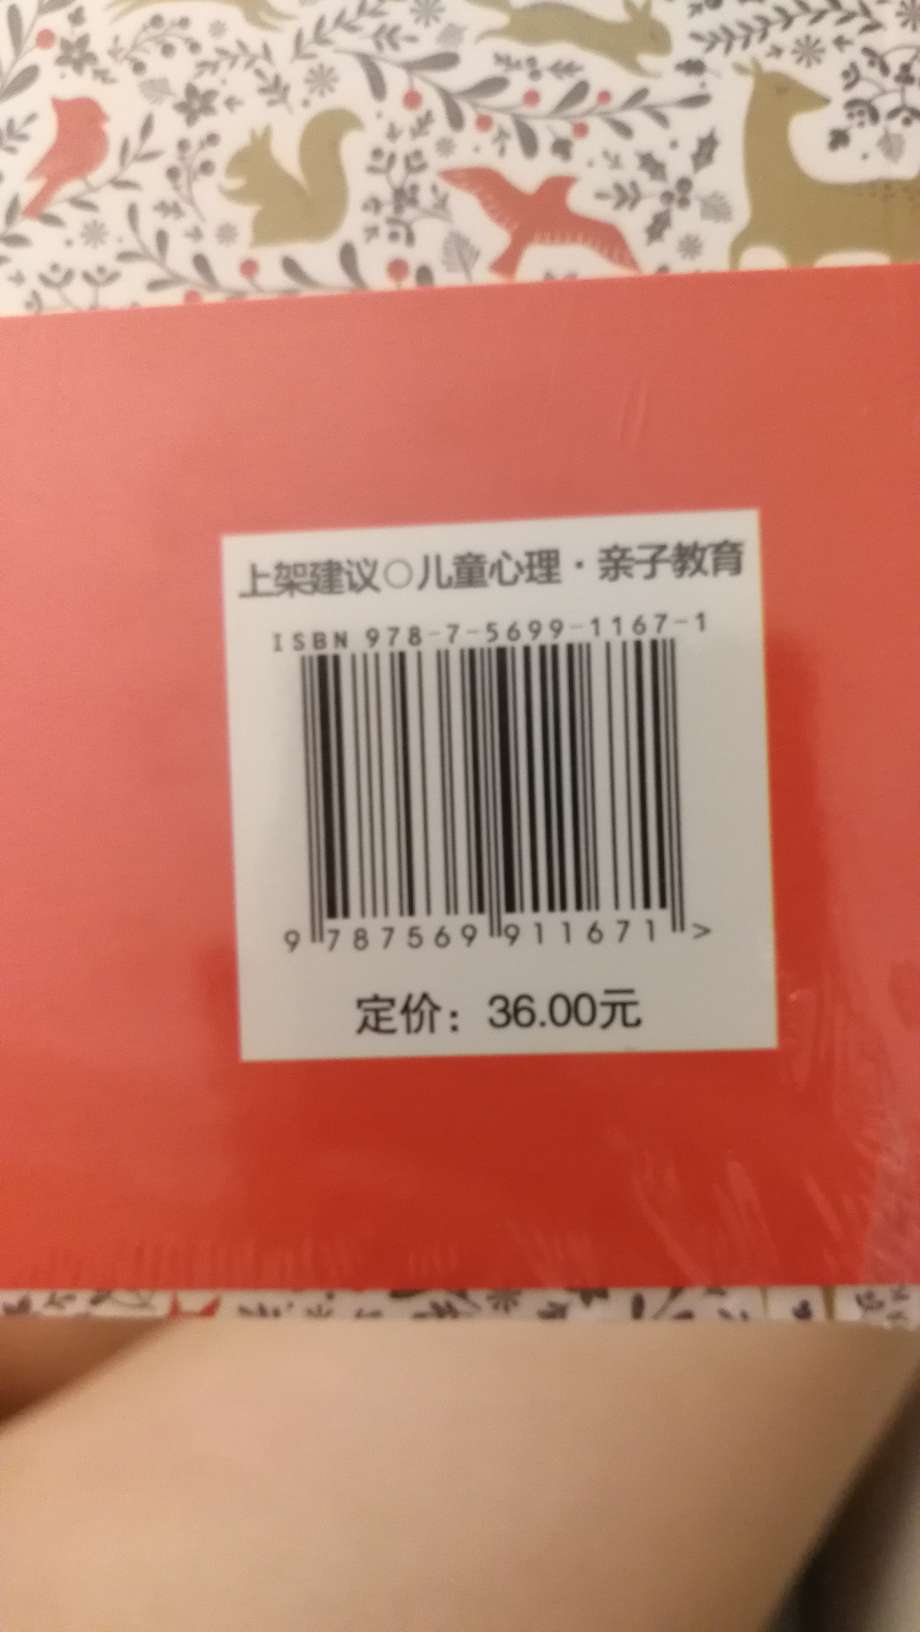 上架建议○儿童心理·亲子教育
ISBN 978-7-5699-1167-1
9 787569 911671 >
定价：36.00元